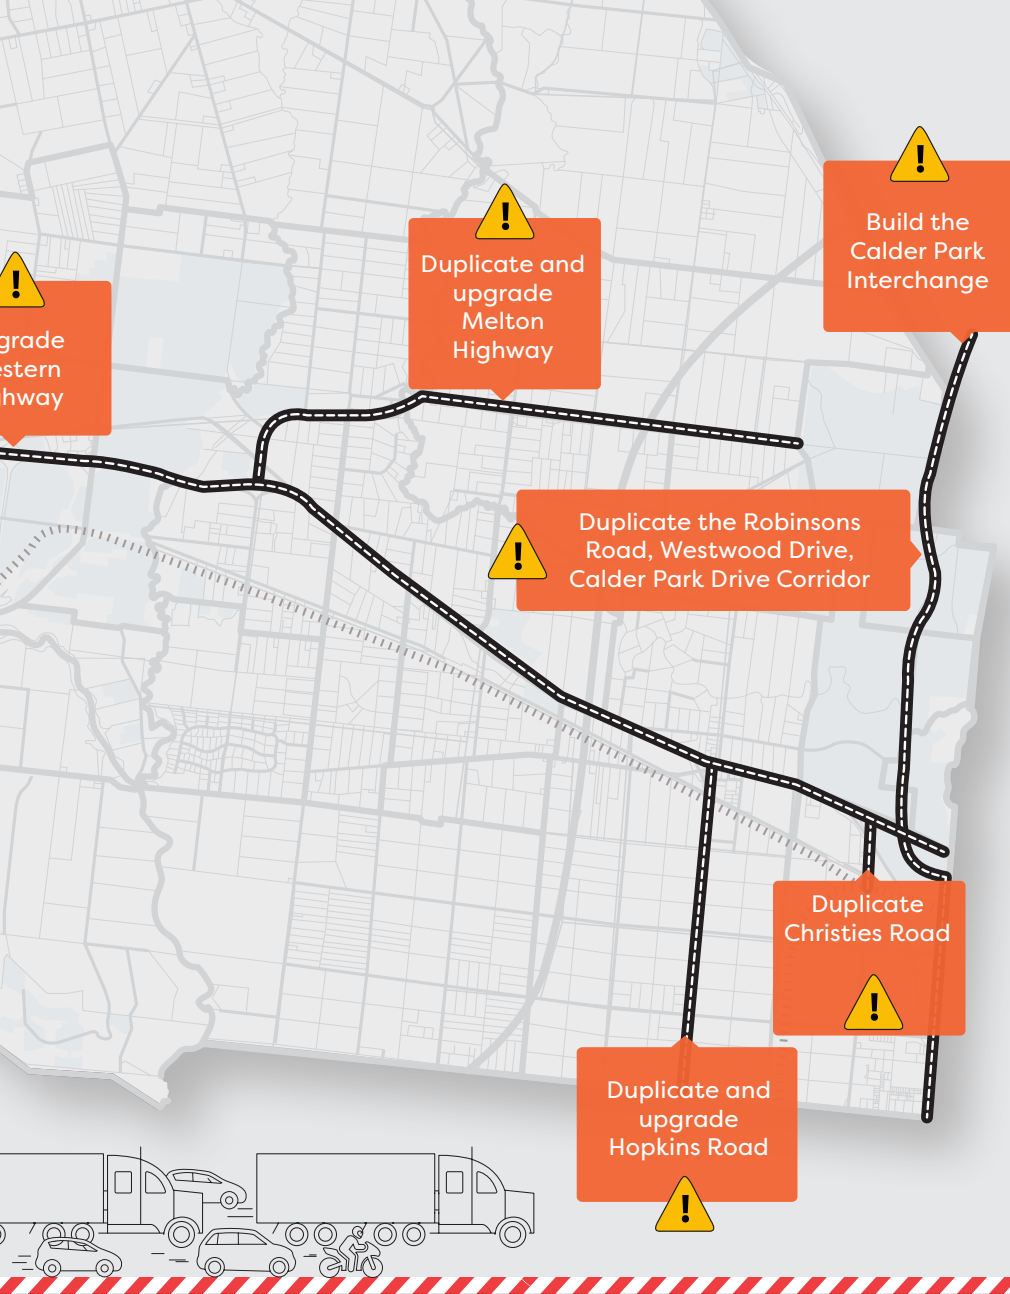 Build the
Calder Park
Interchange
Duplicate and
upgrade
Melton
Highway
grade
estern
hway
Duplicate the Robinsons
Road, Westwood Drive,
Calder Park Drive Corridor
Duplicate
Christies Road
Duplicate and
upgrade
Hopkins Road